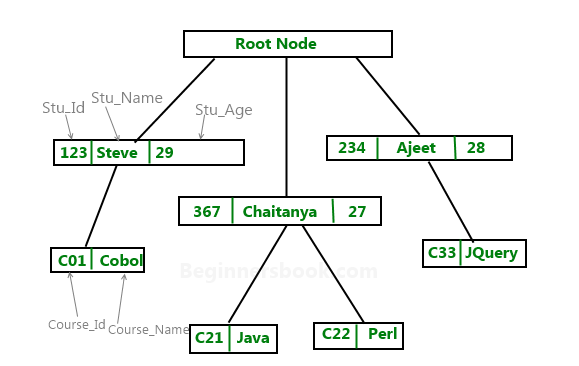 Root Node
Stu_Id
Stu_Name
Stu_Age
123 Steve 29
234 Ajeet 28
367 Chaitanya 27
C01 Cobol
C33 JQuery
Beginnersbook.com
Course_Id
Course_Name
C21 Java
C22 Perl